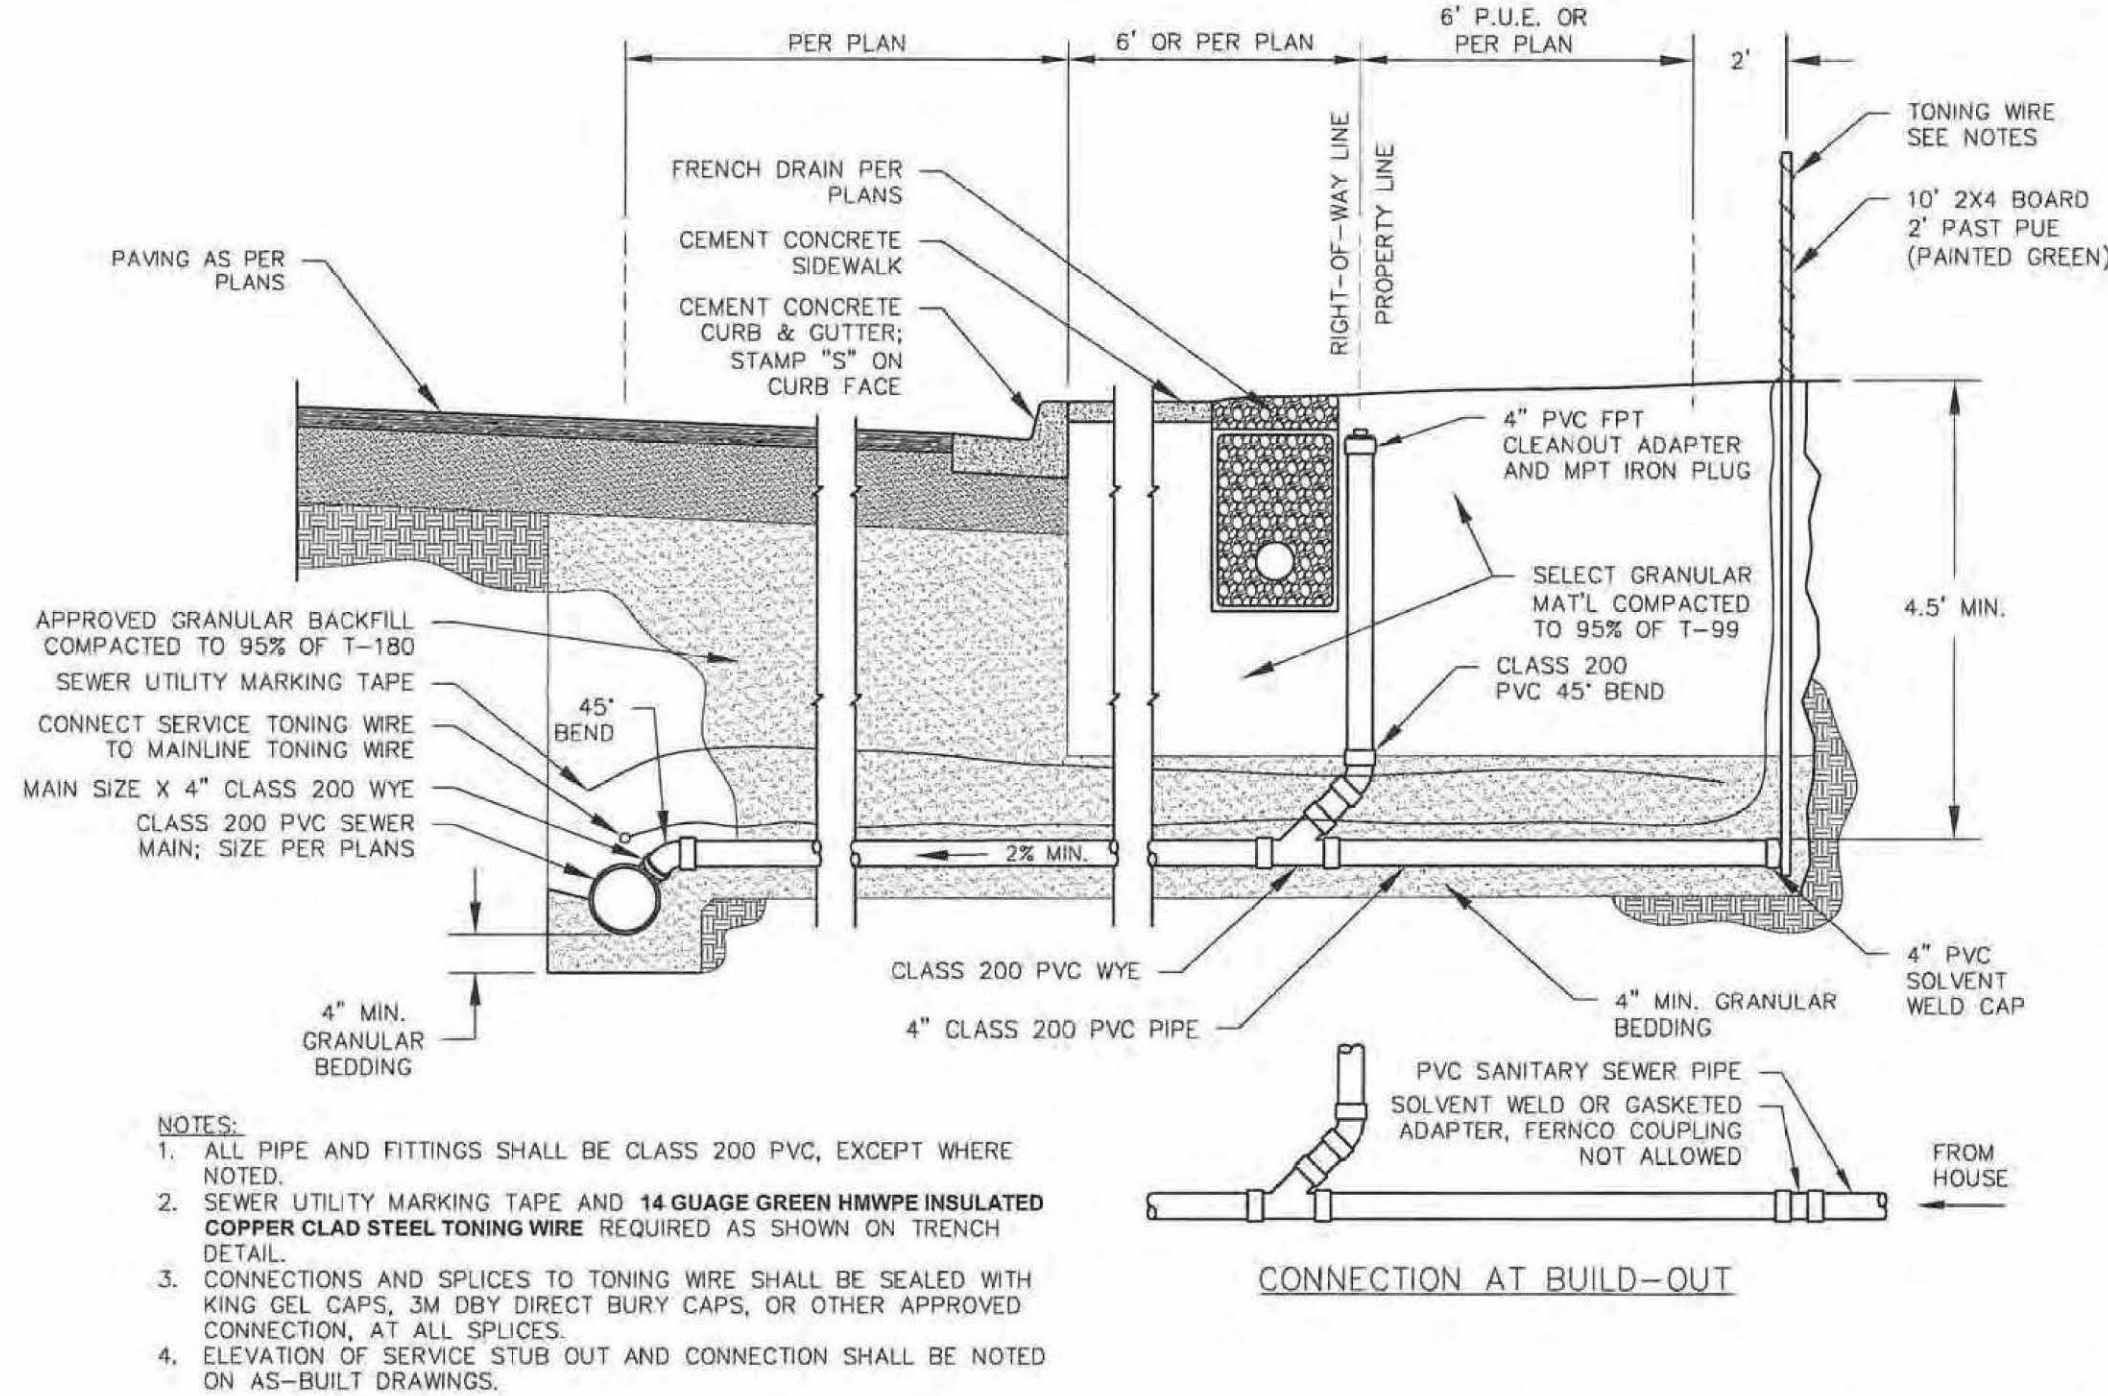 PER PLAN
6' OR PER PLAN
6' P.U.E. OR
PER PLAN
2'
TONING WIRE
SEE NOTES
10' 2X4 BOARD
2' PAST PUE
(PAINTED GREEN)
RIGHT-OF-WAY LINE
PROPERTY LINE
FRENCH DRAIN PER
PLANS
CEMENT CONCRETE
SIDEWALK
CEMENT CONCRETE
CURB & GUTTER;
STAMP "S" ON
CURB FACE
PAVING AS PER
PLANS
4" PVC FPT
CLEANOUT ADAPTER
AND MPT IRON PLUG
SELECT GRANULAR
MAT'L COMPACTED
TO 95% OF T-99
4.5' MIN.
CLASS 200
PVC 45° BEND
APPROVED GRANULAR BACKFILL
COMPACTED TO 95% OF T-180
SEWER UTILITY MARKING TAPE
45°
BEND
CONNECT SERVICE TONING WIRE
TO MAINLINE TONING WIRE
MAIN SIZE X 4" CLASS 200 WYE
CLASS 200 PVC SEWER
MAIN; SIZE PER PLANS
2% MIN.
4" MIN.
GRANULAR
BEDDING
CLASS 200 PVC WYE
4" CLASS 200 PVC PIPE
4" MIN. GRANULAR
BEDDING
4" PVC
SOLVENT
WELD CAP
PVC SANITARY SEWER PIPE
SOLVENT WELD OR GASKETED
ADAPTER, FERNCO COUPLING
NOT ALLOWED
FROM
HOUSE
CONNECTION AT BUILD-OUT
NOTES:
1. ALL PIPE AND FITTINGS SHALL BE CLASS 200 PVC, EXCEPT WHERE
NOTED.
2. SEWER UTILITY MARKING TAPE AND 14 GUAGE GREEN HMWPE INSULATED
COPPER CLAD STEEL TONING WIRE REQUIRED AS SHOWN ON TRENCH
DETAIL.
3. CONNECTIONS AND SPLICES TO TONING WIRE SHALL BE SEALED WITH
KING GEL CAPS, 3M DBY DIRECT BURY CAPS, OR OTHER APPROVED
CONNECTION, AT ALL SPLICES.
4. ELEVATION OF SERVICE STUB OUT AND CONNECTION SHALL BE NOTED
ON AS-BUILT DRAWINGS.